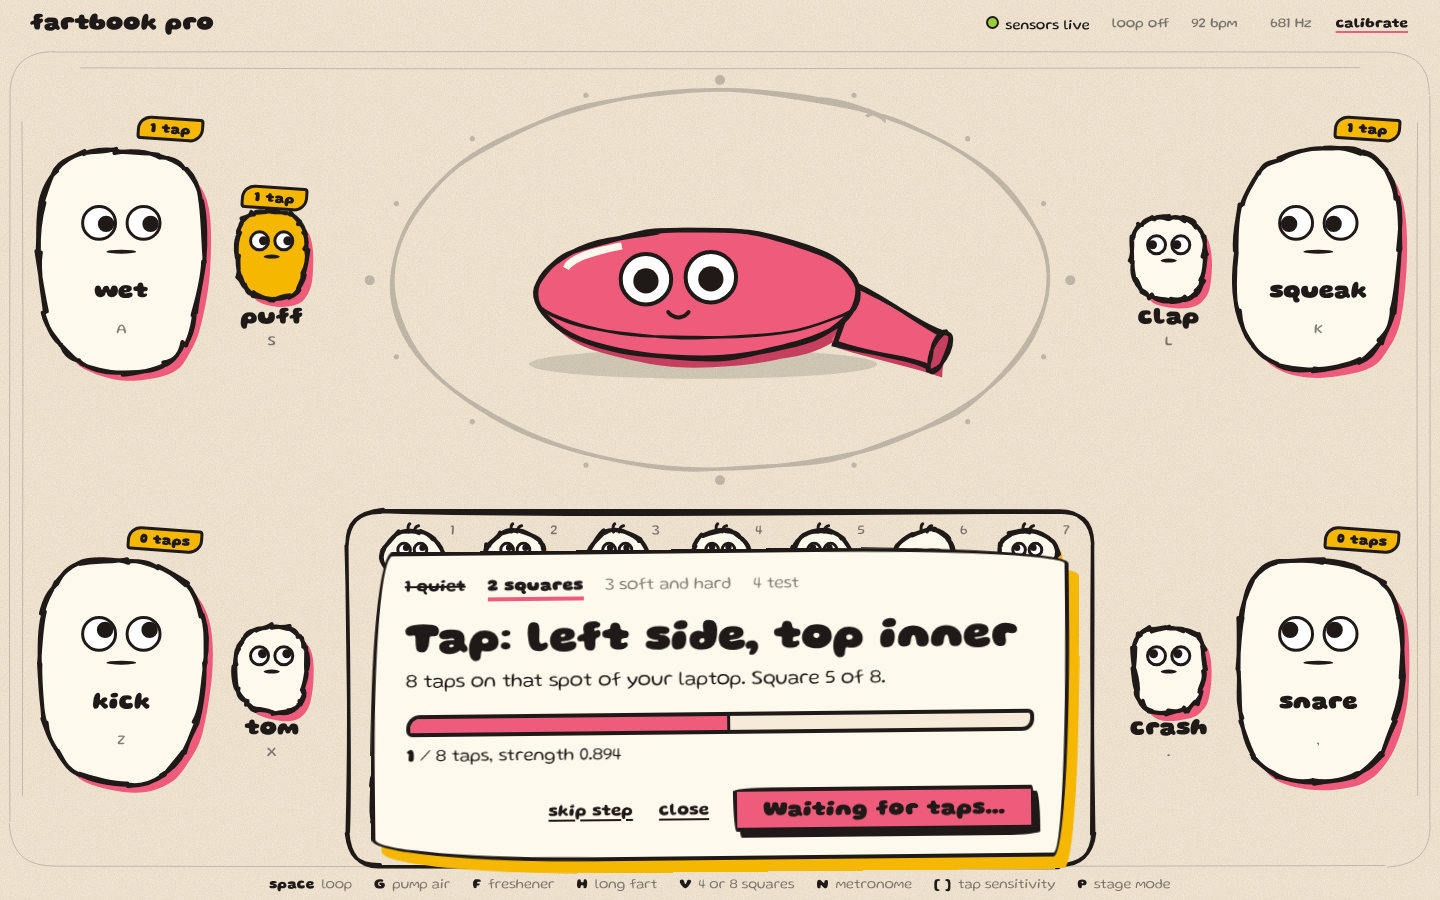 fartbook pro
sensors live
loop off
92 bpm
681 Hz
calibrate
1 tap
wet
A
1 tap
puff
S
clap
L
1 tap
squeak
K
0 taps
kick
Z
tom
X
1
2
3
4
5
6
7
1 quiet
2 squares
3 soft and hard
4 test
Tap: left side, top inner
8 taps on that spot of your laptop. Square 5 of 8.
1 / 8 taps, strength 0.894
skip step
close
Waiting for taps...
crash
.
0 taps
snare
,
space loop
G pump air
F freshener
H long fart
V 4 or 8 squares
N metronome
[ ] tap sensitivity
P stage mode